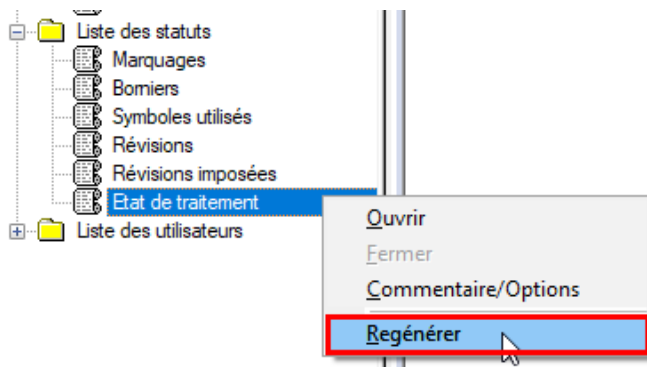 Liste des statuts
Marquages
Borniers
Symboles utilisés
Révisions
Révisions imposées
Etat de traitement
Liste des utilisateurs
Ouvrir
Fermer
Commentaire/Options
Regénérer